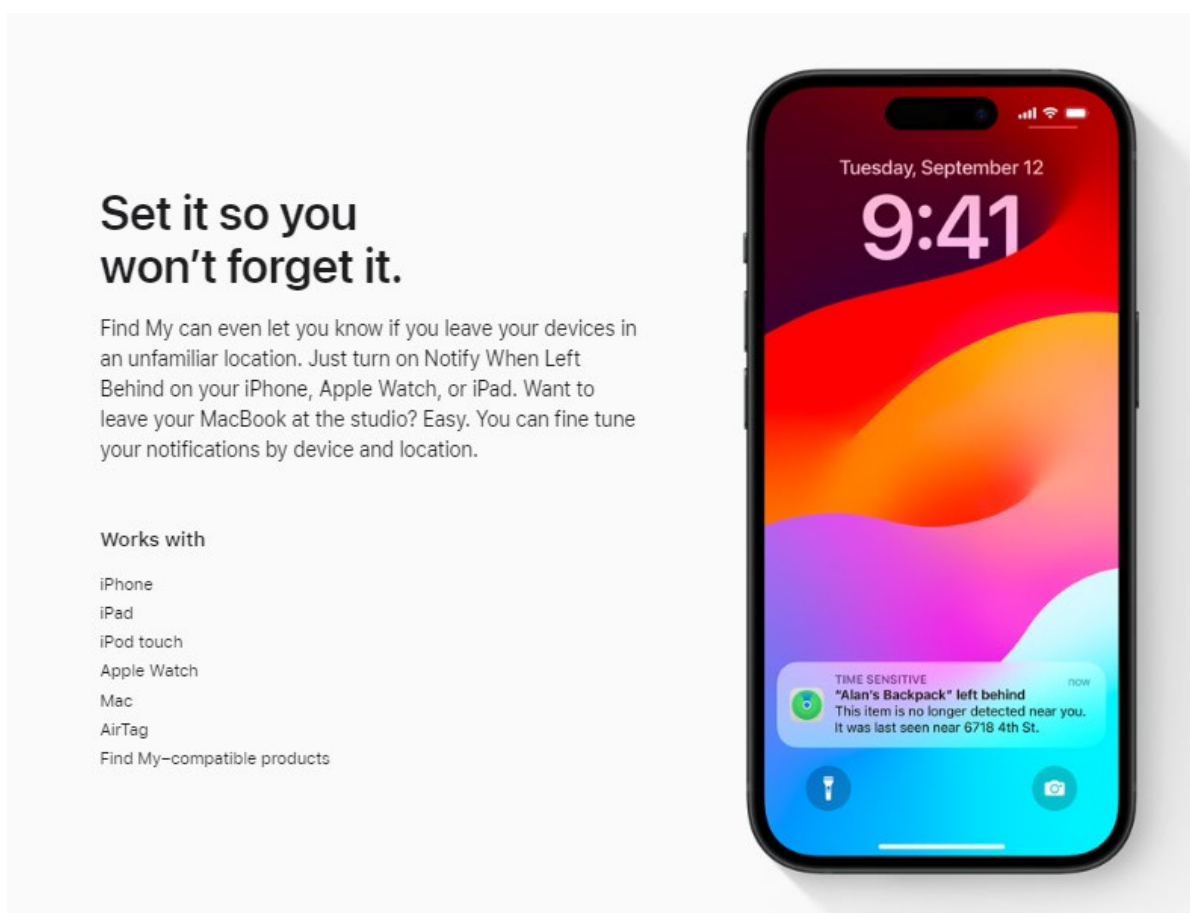 Set it so you
won’t forget it.
Find My can even let you know if you leave your devices in
an unfamiliar location. Just turn on Notify When Left
Behind on your iPhone, Apple Watch, or iPad. Want to
leave your MacBook at the studio? Easy. You can fine tune
your notifications by device and location.
Works with
iPhone
iPad
iPod touch
Apple Watch
Mac
AirTag
Find My–compatible products
Tuesday, September 12
9:41
TIME SENSITIVE
now
“Alan’s Backpack” left behind
This item is no longer detected near you.
It was last seen near 6718 4th St.